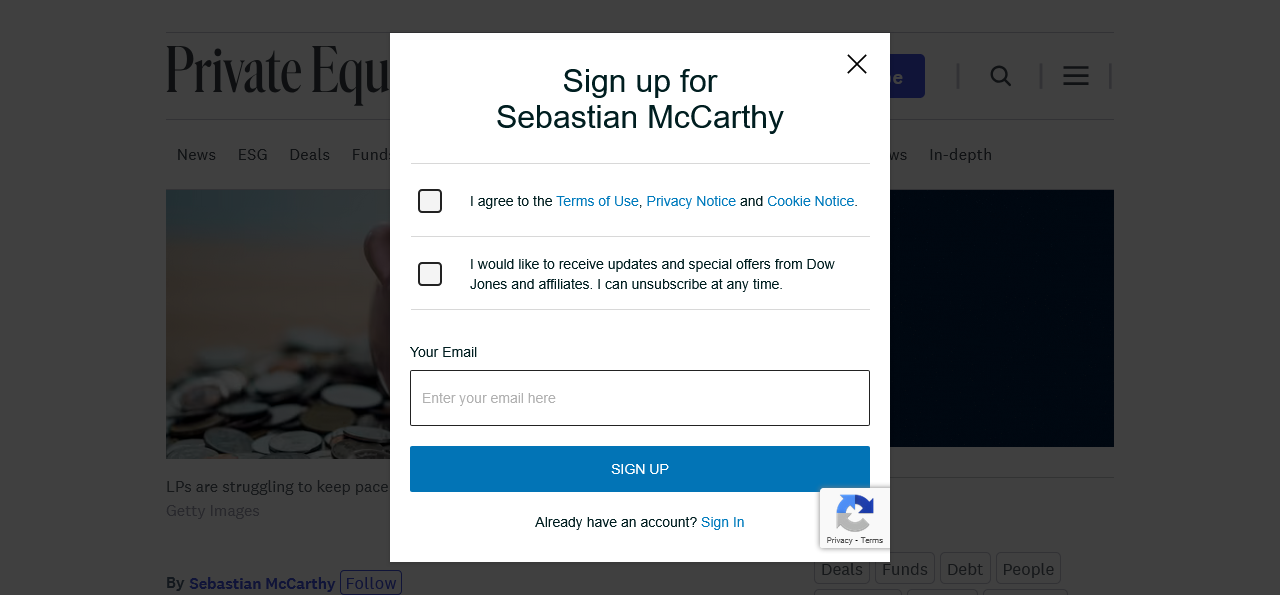 Private Equ
Sign up for
Sebastian McCarthy
News ESG Deals
In-depth
I agree to the Terms of Use, Privacy Notice and Cookie Notice.
I would like to receive updates and special offers from Dow
Jones and affiliates. I can unsubscribe at any time.
Your Email
Enter your email here
SIGN UP
Already have an account? Sign In
Privacy - Terms
LPs are struggling to keep pace
Getty Images
By Sebastian McCarthy Follow
Deals Funds Debt People